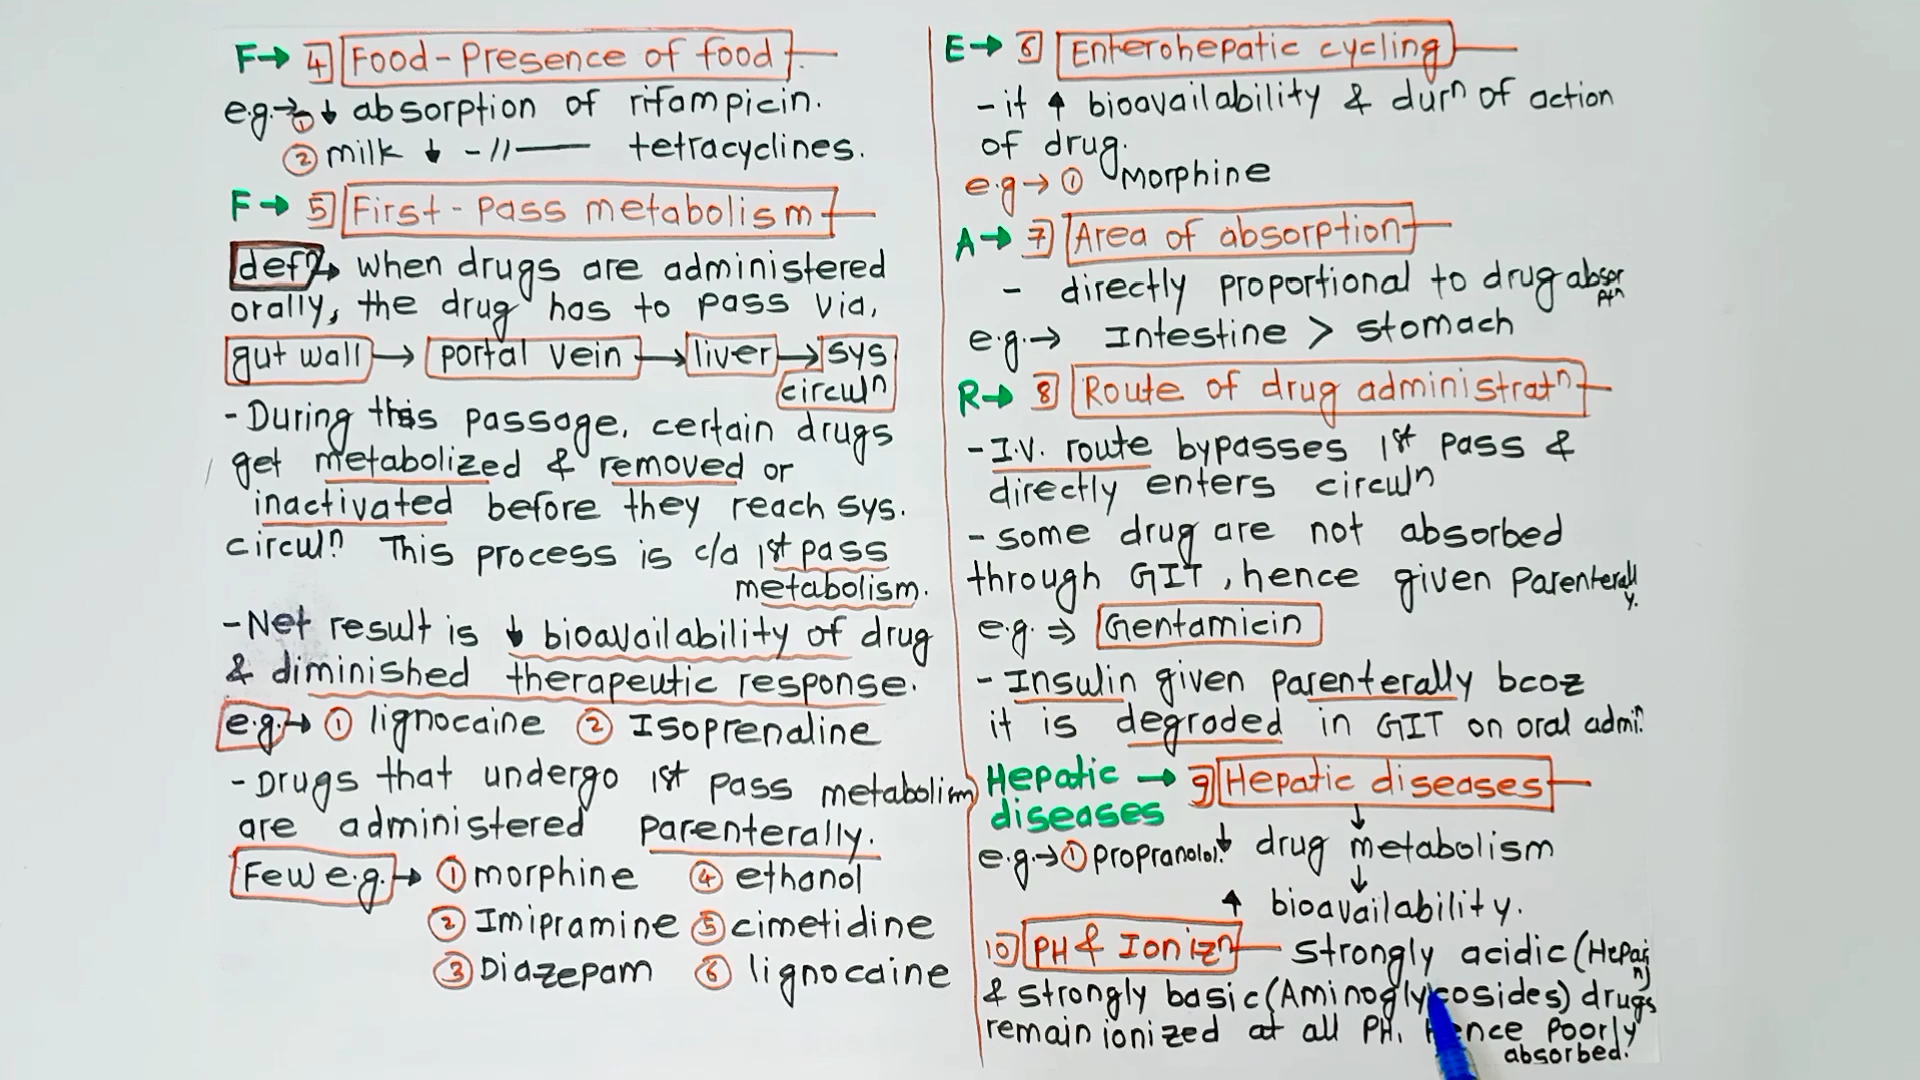 F→ 4 Food-Presence of food
e.g.→ ① ↓ absorption of rifampicin.
② milk ↓ -//— tetracyclines.
F→ 5 First-Pass metabolism
defn→ when drugs are administered
orally, the drug has to pass via,
gut wall → portal vein → liver → sys
circuln
- During this passage, certain drugs
get metabolized & removed or
inactivated before they reach sys.
circuln. This process is c/a 1st pass
metabolism.
- Net result is ↓ bioavailability of drug
& diminished therapeutic response.
e.g.→ ① lignocaine ② Isoprenaline
- Drugs that undergo 1st pass metabolism
are administered parenterally.
Few e.g.→ ① morphine ④ ethanol
② Imipramine ⑤ cimetidine
③ Diazepam ⑥ lignocaine
E→ 6 Enterohepatic cycling
- it ↑ bioavailability & durn of action
of drug.
e.g→ ① Morphine
A→ 7 Area of absorption
- directly proportional to drug absor
ptn
e.g.→ Intestine > stomach
R→ 8 Route of drug administratn
- I.V. route bypasses 1st pass &
directly enters circuln
- some drug are not absorbed
through GIT, hence given Parenterall
y.
e.g. ⇒ Gentamicin
- Insulin given parenterally bcoz
it is degraded in GIT on oral admin.
Hepatic → 9 Hepatic diseases
diseases ↓
e.g.→ ① propranolol. ↓ drug metabolism
↓
↑ bioavailability.
10 PH & Ionizn - strongly acidic (Hepari
n)
& strongly basic (Aminoglycosides) drugs
remain ionized at all PH. Hence Poorly
absorbed.